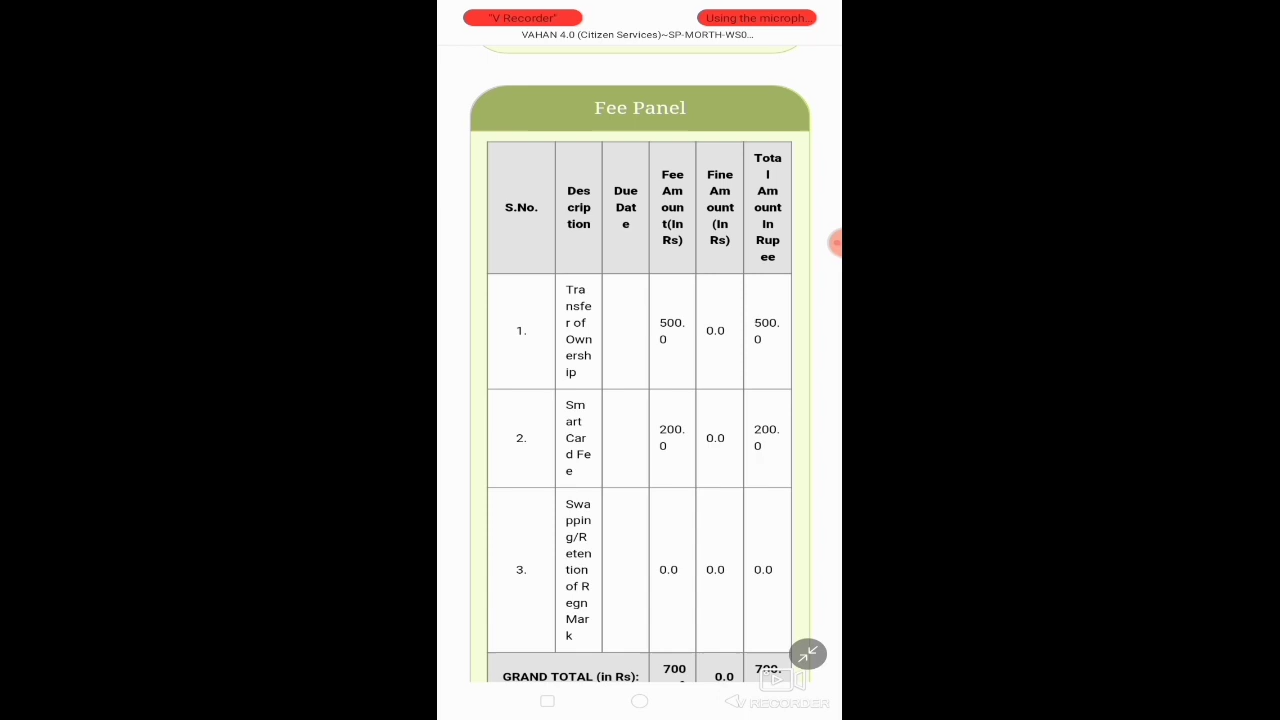 "V Recorder"
Using the microph...
VAHAN 4.0 (Citizen Services)~SP-MORTH-WS0...
Fee Panel
S.No.
Des
crip
tion
Due
Dat
e
Fee
Am
oun
t(In
Rs)
Fine
Am
ount
(In
Rs)
Tota
l
Am
ount
In
Rup
ee
1.
Tra
nsfe
r of
Own
ersh
ip
500.
0
0.0
500.
0
2.
Sm
art
Car
d Fe
e
200.
0
0.0
200.
0
3.
Swa
ppin
g/R
eten
tion
of R
egn
Mar
k
0.0
0.0
0.0
GRAND TOTAL (in Rs):
700
0.0
700.
V RECORDER